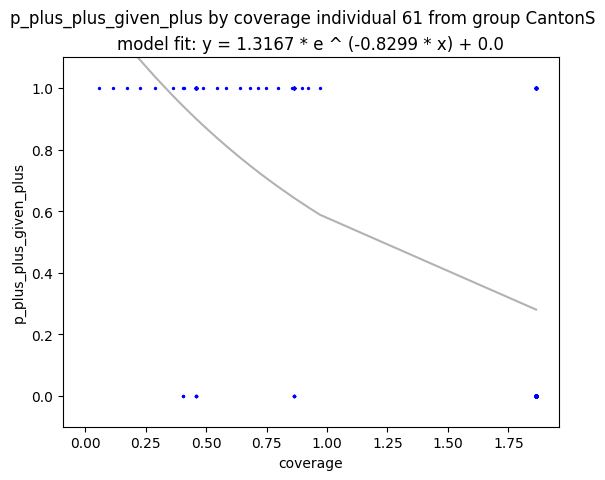 p_plus_plus_given_plus by coverage individual 61 from group CantonS
model fit: y = 1.3167 * e ^ (-0.8299 * x) + 0.0
1.0
0.8
0.6
0.4
0.2
0.0
p_plus_plus_given_plus
0.00 0.25 0.50 0.75 1.00 1.25 1.50 1.75
coverage